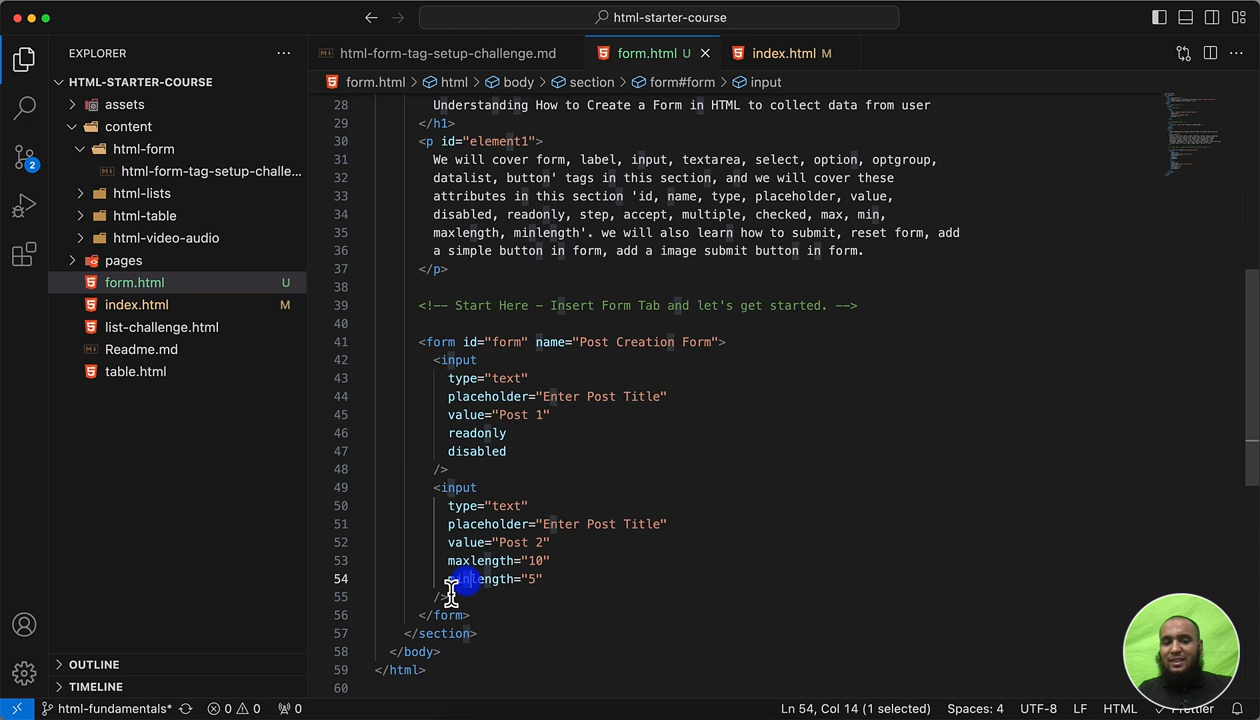 html-starter-course
EXPLORER
HTML-STARTER-COURSE
assets
content
html-form
html-form-tag-setup-challe...
html-lists
html-table
html-video-audio
pages
form.html U
index.html M
list-challenge.html
Readme.md
table.html
OUTLINE
TIMELINE
2
html-form-tag-setup-challenge.md
form.html U
index.html M
form.html > html > body > section > form#form > input
28 Understanding How to Create a Form in HTML to collect data from user
29 </h1>
30 <p id="element1">
31 We will cover form, label, input, textarea, select, option, optgroup,
32 datalist, button' tags in this section, and we will cover these
33 attributes in this section 'id, name, type, placeholder, value,
34 disabled, readonly, step, accept, multiple, checked, max, min,
35 maxlength, minlength'. we will also learn how to submit, reset form, add
36 a simple button in form, add a image submit button in form.
37 </p>
38
39 <!-- Start Here - Insert Form Tab and let's get started. -->
40
41 <form id="form" name="Post Creation Form">
42 <input
43 type="text"
44 placeholder="Enter Post Title"
45 value="Post 1"
46 readonly
47 disabled
48 />
49 <input
50 type="text"
51 placeholder="Enter Post Title"
52 value="Post 2"
53 maxlength="10"
54 minlength="5"
55 />
56 </form>
57 </section>
58 </body>
59 </html>
60
html-fundamentals* 0 0 0
Ln 54, Col 14 (1 selected) Spaces: 4 UTF-8 LF HTML Prettier